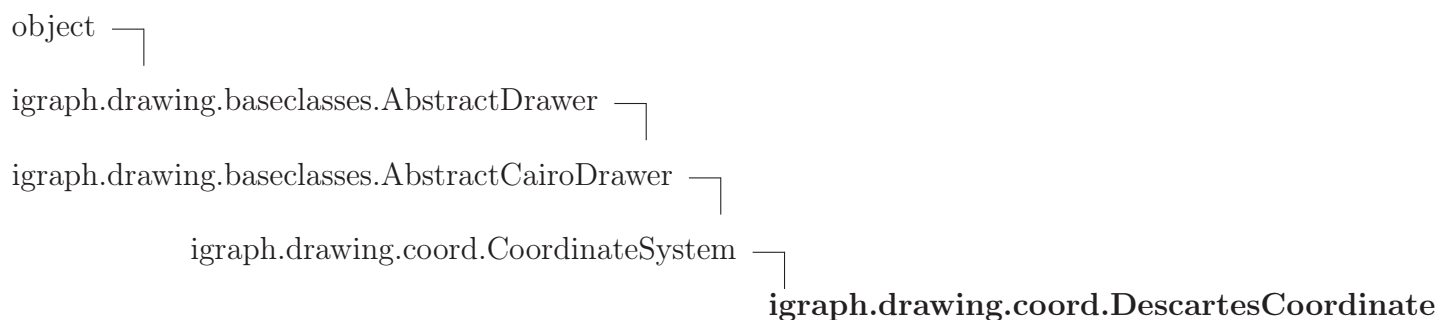 object
igraph.drawing.baseclasses.AbstractDrawer
igraph.drawing.baseclasses.AbstractCairoDrawer
igraph.drawing.coord.CoordinateSystem
igraph.drawing.coord.DescartesCoordinate